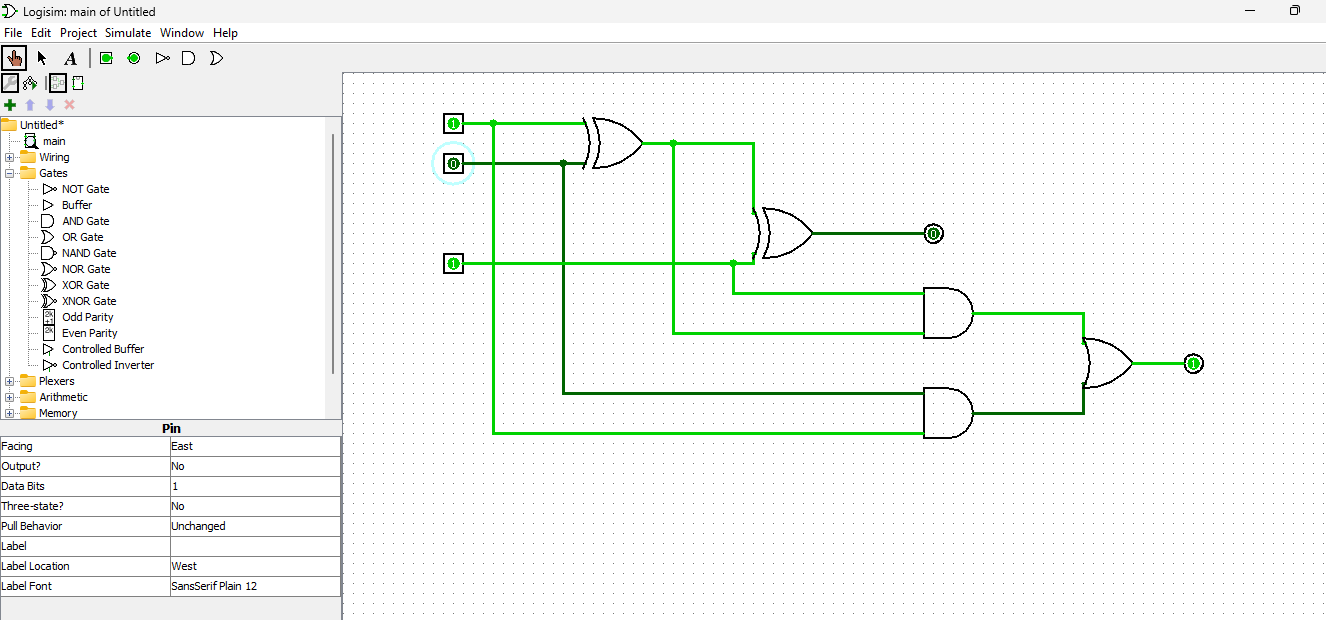 Logisim: main of Untitled
File Edit Project Simulate Window Help
A
Untitled*
main
Wiring
Gates
NOT Gate
Buffer
AND Gate
OR Gate
NAND Gate
NOR Gate
XOR Gate
XNOR Gate
2k+1 Odd Parity
2k Even Parity
Controlled Buffer
Controlled Inverter
Plexers
Arithmetic
Memory
Pin
Facing East
Output? No
Data Bits 1
Three-state? No
Pull Behavior Unchanged
Label
Label Location West
Label Font SansSerif Plain 12
1
0
0
1
1